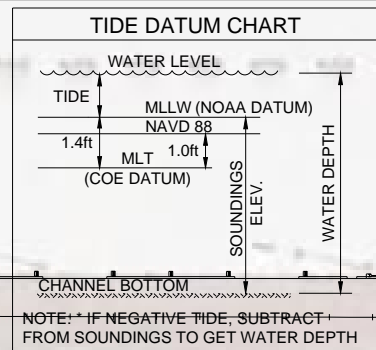 TIDE DATUM CHART
WATER LEVEL
TIDE
MLLW (NOAA DATUM)
NAVD 88
1.4ft
1.0ft
MLT
(COE DATUM)
SOUNDINGS
ELEV.
WATER DEPTH
CHANNEL BOTTOM
NOTE: * IF NEGATIVE TIDE, SUBTRACT
FROM SOUNDINGS TO GET WATER DEPTH